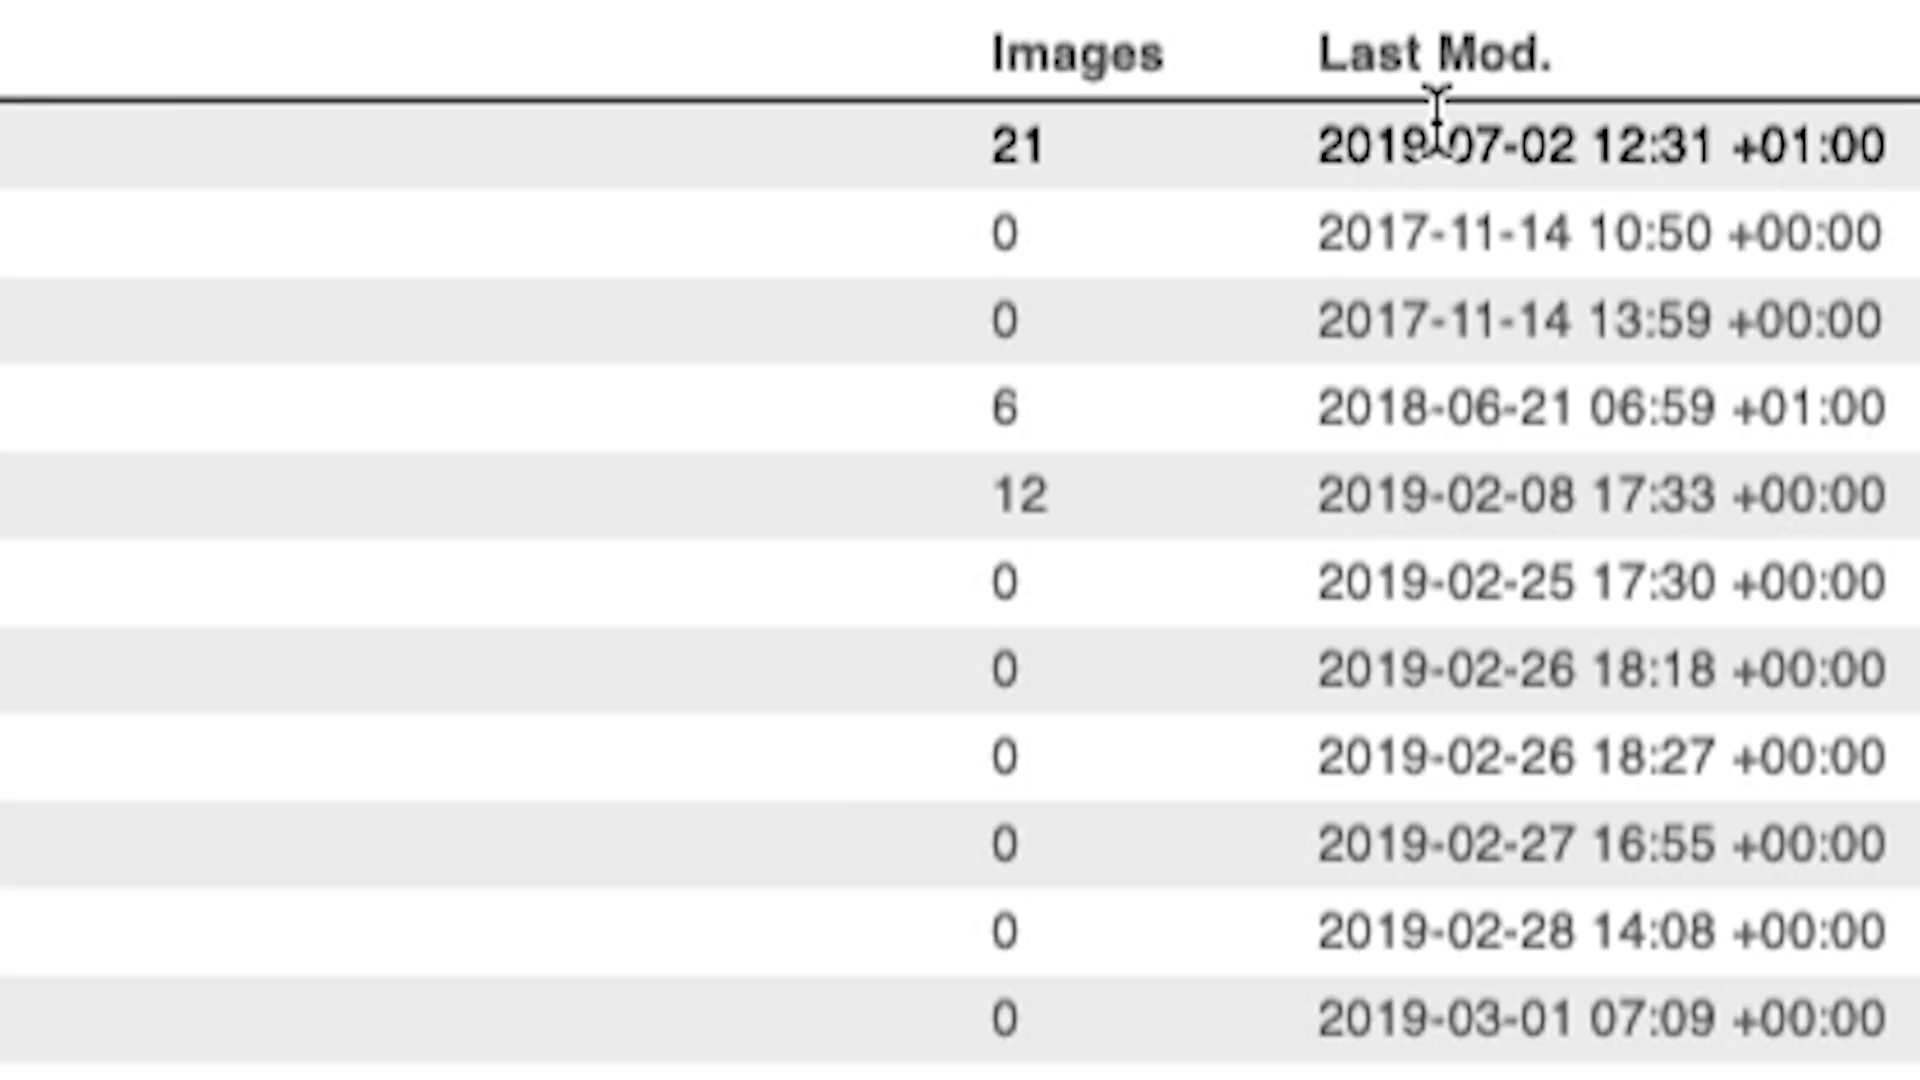 Images Last Mod.
21 2019-07-02 12:31 +01:00
0 2017-11-14 10:50 +00:00
0 2017-11-14 13:59 +00:00
6 2018-06-21 06:59 +01:00
12 2019-02-08 17:33 +00:00
0 2019-02-25 17:30 +00:00
0 2019-02-26 18:18 +00:00
0 2019-02-26 18:27 +00:00
0 2019-02-27 16:55 +00:00
0 2019-02-28 14:08 +00:00
0 2019-03-01 07:09 +00:00